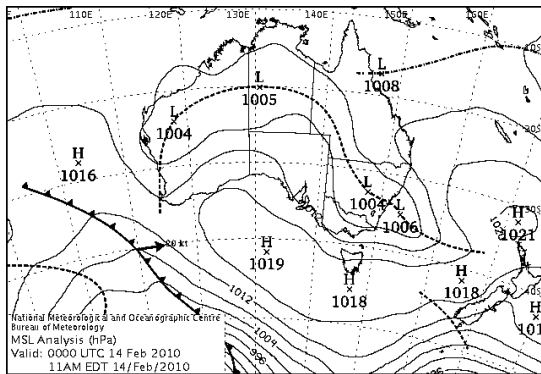 110E 120E 130E 140E 150E 160E
L
1005
L
1008
L
1004
H
1016
L
1004
L
1006
H
1021
20 kt
H
1019
H
1018
H
1018
1012
1004
National Meteorological and Oceanographic Centre
Bureau of Meteorology
MSL Analysis (hPa)
Valid: 0000 UTC 14 Feb 2010
11AM EDT 14/Feb/2010